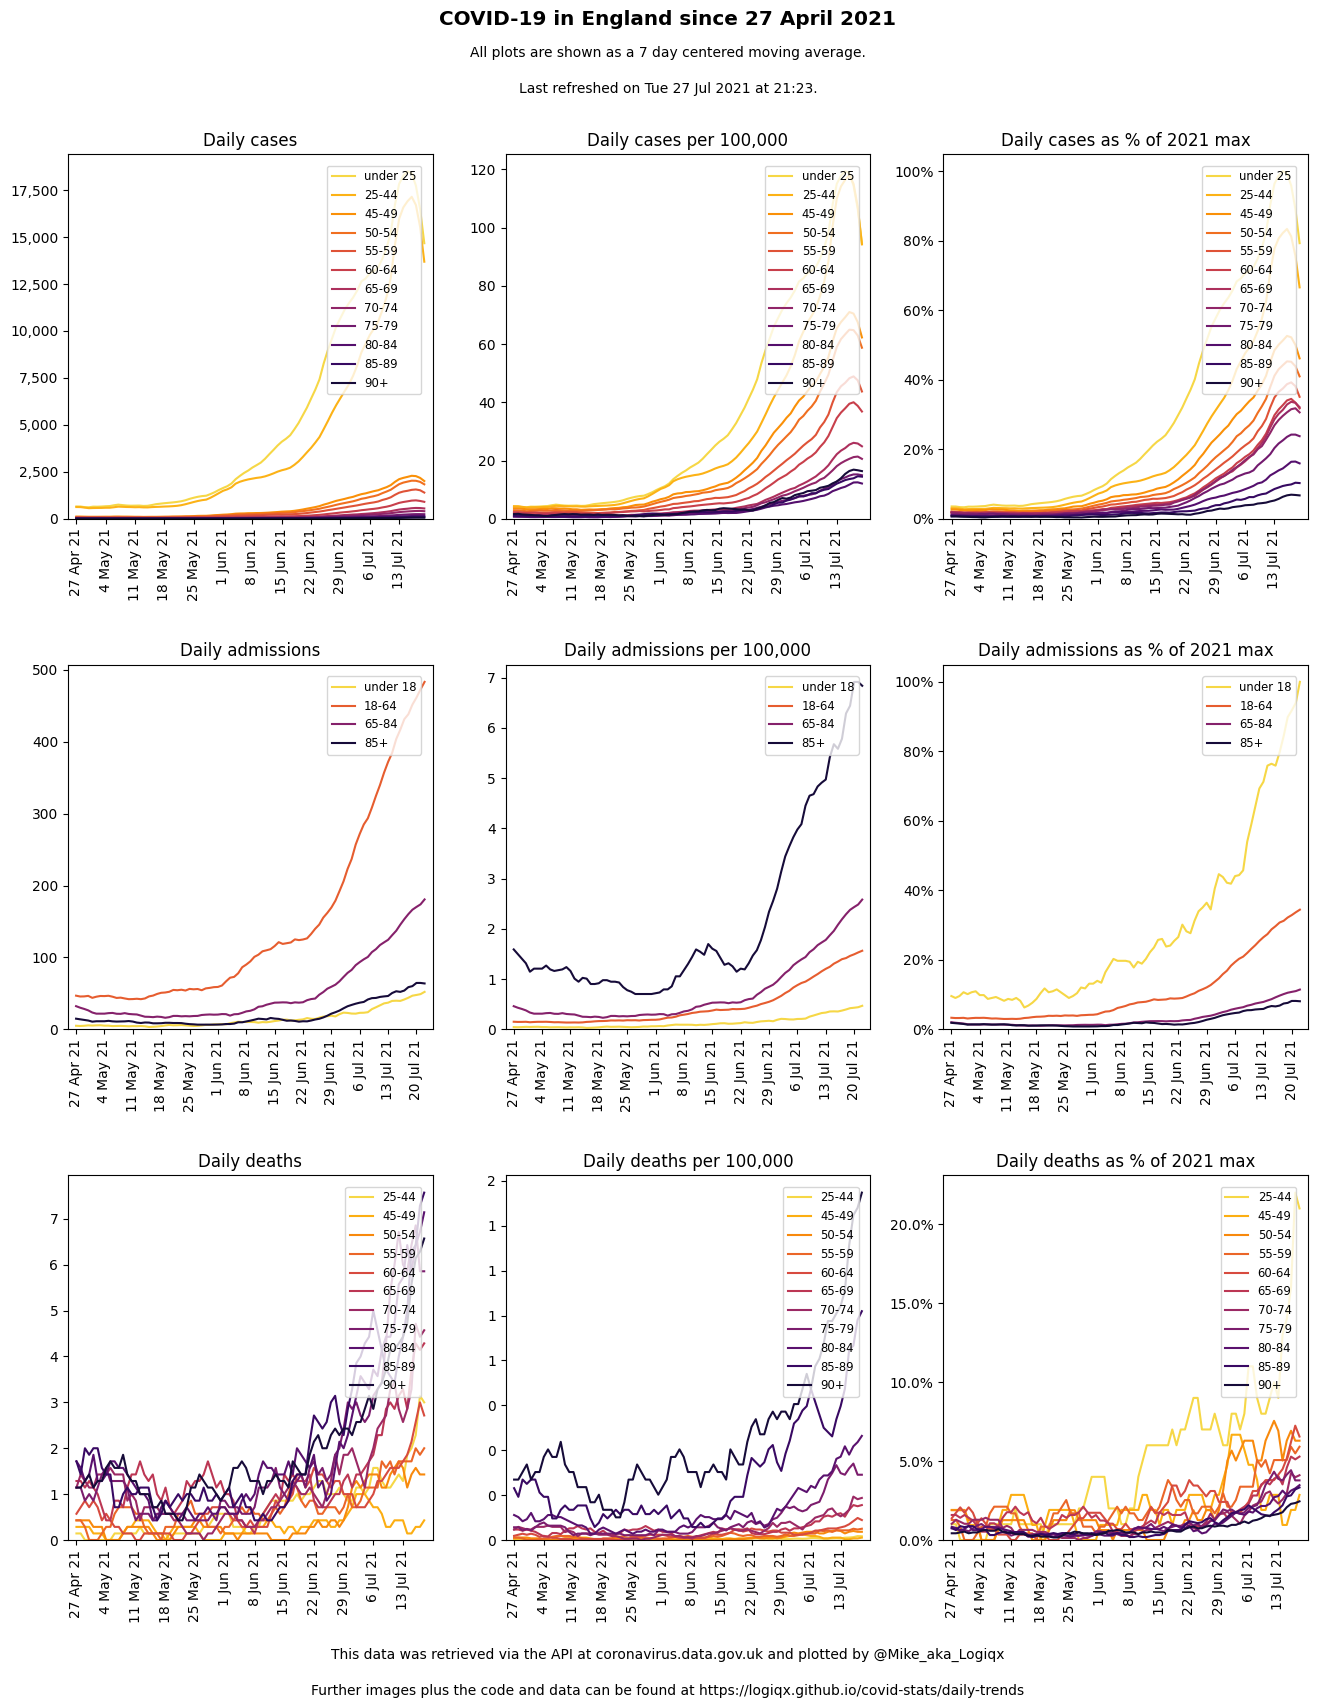 COVID-19 in England since 27 April 2021
All plots are shown as a 7 day centered moving average.
Last refreshed on Tue 27 Jul 2021 at 21:23.
Daily cases
17,500
15,000
12,500
10,000
7,500
5,000
2,500
0
under 25
25-44
45-49
50-54
55-59
60-64
65-69
70-74
75-79
80-84
85-89
90+
27 Apr 21
4 May 21
11 May 21
18 May 21
25 May 21
1 Jun 21
8 Jun 21
15 Jun 21
22 Jun 21
29 Jun 21
6 Jul 21
13 Jul 21
Daily cases per 100,000
120
100
80
60
40
20
0
under 25
25-44
45-49
50-54
55-59
60-64
65-69
70-74
75-79
80-84
85-89
90+
27 Apr 21
4 May 21
11 May 21
18 May 21
25 May 21
1 Jun 21
8 Jun 21
15 Jun 21
22 Jun 21
29 Jun 21
6 Jul 21
13 Jul 21
Daily cases as % of 2021 max
100%
80%
60%
40%
20%
0%
under 25
25-44
45-49
50-54
55-59
60-64
65-69
70-74
75-79
80-84
85-89
90+
27 Apr 21
4 May 21
11 May 21
18 May 21
25 May 21
1 Jun 21
8 Jun 21
15 Jun 21
22 Jun 21
29 Jun 21
6 Jul 21
13 Jul 21
Daily admissions
500
400
300
200
100
0
under 18
18-64
65-84
85+
27 Apr 21
4 May 21
11 May 21
18 May 21
25 May 21
1 Jun 21
8 Jun 21
15 Jun 21
22 Jun 21
29 Jun 21
6 Jul 21
13 Jul 21
20 Jul 21
Daily admissions per 100,000
7
6
5
4
3
2
1
0
under 18
18-64
65-84
85+
27 Apr 21
4 May 21
11 May 21
18 May 21
25 May 21
1 Jun 21
8 Jun 21
15 Jun 21
22 Jun 21
29 Jun 21
6 Jul 21
13 Jul 21
20 Jul 21
Daily admissions as % of 2021 max
100%
80%
60%
40%
20%
0%
under 18
18-64
65-84
85+
27 Apr 21
4 May 21
11 May 21
18 May 21
25 May 21
1 Jun 21
8 Jun 21
15 Jun 21
22 Jun 21
29 Jun 21
6 Jul 21
13 Jul 21
20 Jul 21
Daily deaths
7
6
5
4
3
2
1
0
25-44
45-49
50-54
55-59
60-64
65-69
70-74
75-79
80-84
85-89
90+
27 Apr 21
4 May 21
11 May 21
18 May 21
25 May 21
1 Jun 21
8 Jun 21
15 Jun 21
22 Jun 21
29 Jun 21
6 Jul 21
13 Jul 21
Daily deaths per 100,000
2
1
1
1
1
0
0
0
0
25-44
45-49
50-54
55-59
60-64
65-69
70-74
75-79
80-84
85-89
90+
27 Apr 21
4 May 21
11 May 21
18 May 21
25 May 21
1 Jun 21
8 Jun 21
15 Jun 21
22 Jun 21
29 Jun 21
6 Jul 21
13 Jul 21
Daily deaths as % of 2021 max
20.0%
15.0%
10.0%
5.0%
0.0%
25-44
45-49
50-54
55-59
60-64
65-69
70-74
75-79
80-84
85-89
90+
27 Apr 21
4 May 21
11 May 21
18 May 21
25 May 21
1 Jun 21
8 Jun 21
15 Jun 21
22 Jun 21
29 Jun 21
6 Jul 21
13 Jul 21
This data was retrieved via the API at coronavirus.data.gov.uk and plotted by @Mike_aka_Logiqx
Further images plus the code and data can be found at https://logiqx.github.io/covid-stats/daily-trends